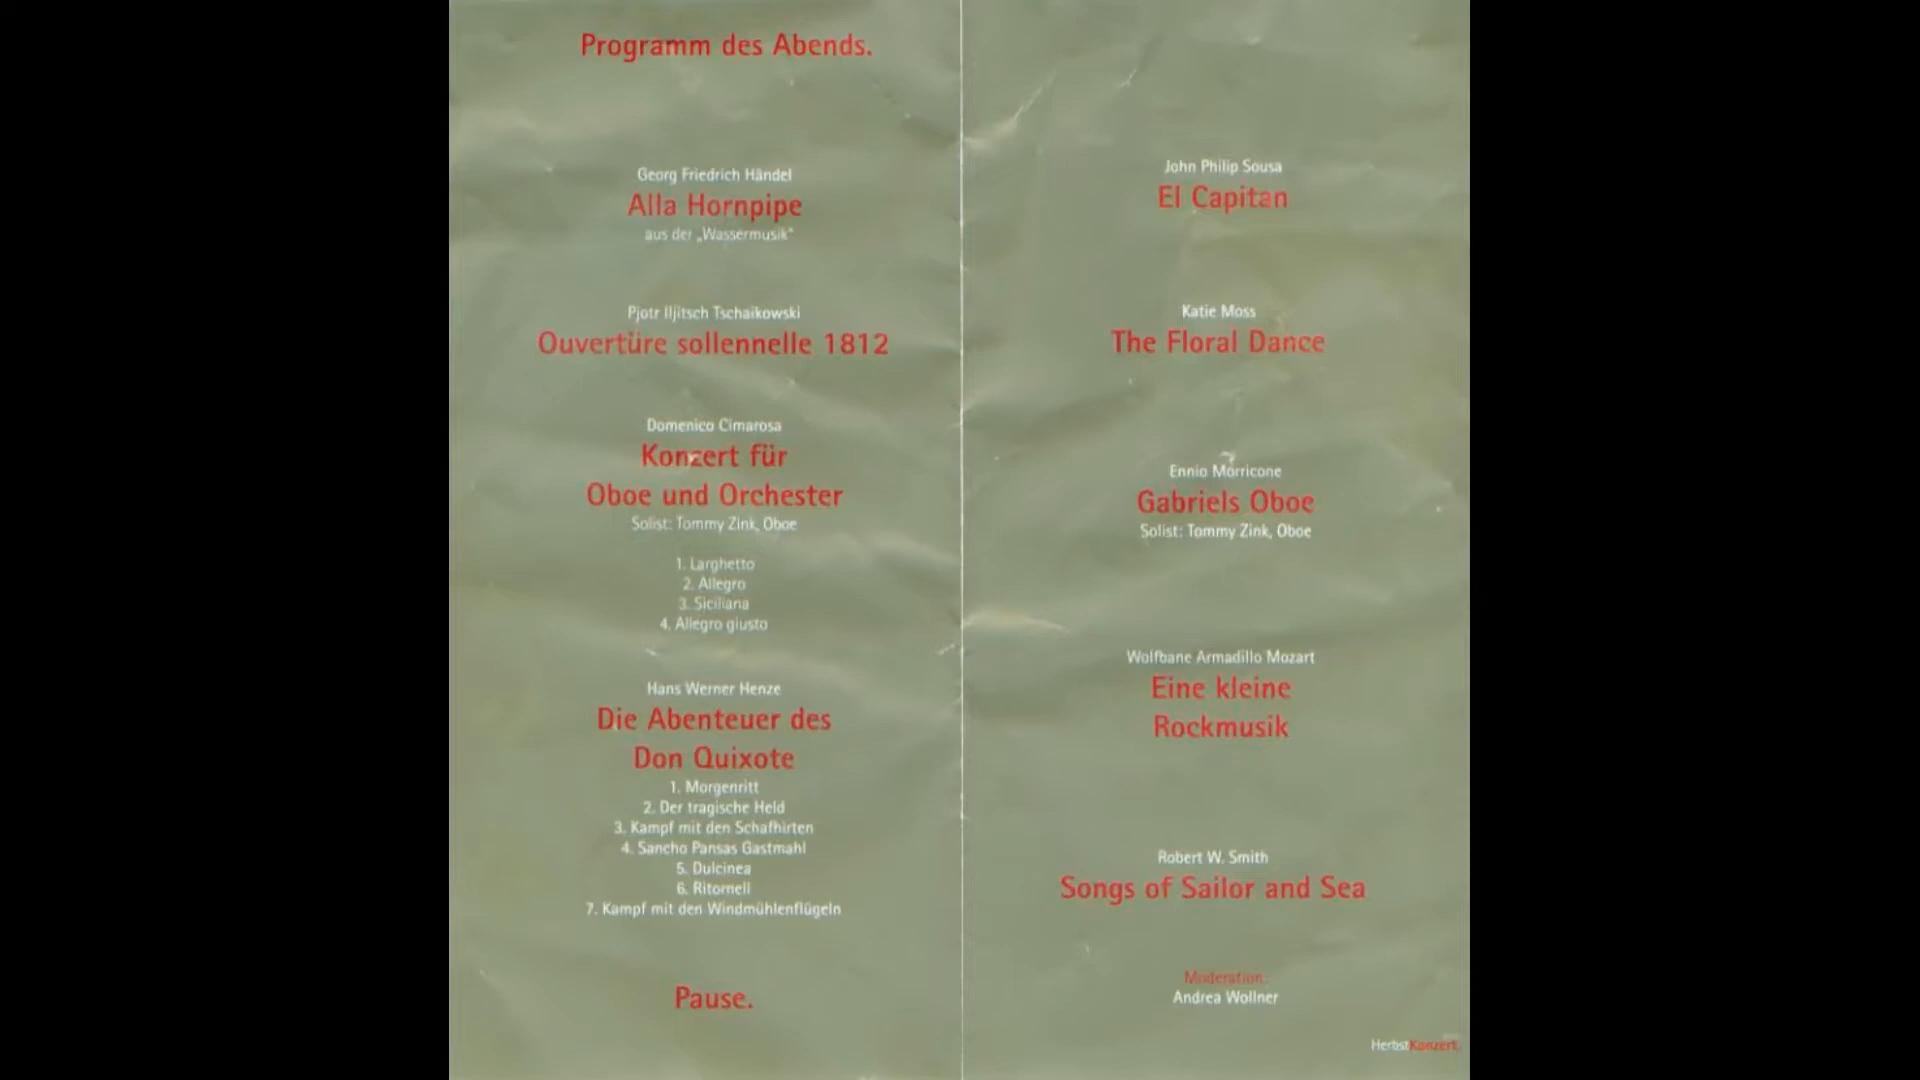 Programm des Abends.
Georg Friedrich Händel
Alla Hornpipe
aus der „Wassermusik“
Pjotr Iljitsch Tschaikowski
Ouvertüre sollennelle 1812
Domenico Cimarosa
Konzert für
Oboe und Orchester
Solist: Tommy Zink, Oboe
1. Larghetto
2. Allegro
3. Siciliana
4. Allegro giusto
Hans Werner Henze
Die Abenteuer des
Don Quixote
1. Morgenritt
2. Der tragische Held
3. Kampf mit den Schafhirten
4. Sancho Pansas Gastmahl
5. Dulcinea
6. Ritornell
7. Kampf mit den Windmühlenflügeln
Pause.
John Philip Sousa
El Capitan
Katie Moss
The Floral Dance
Ennio Morricone
Gabriels Oboe
Solist: Tommy Zink, Oboe
Wolfbane Armadillo Mozart
Eine kleine
Rockmusik
Robert W. Smith
Songs of Sailor and Sea
Moderation:
Andrea Wollner
HerbstKonzert.